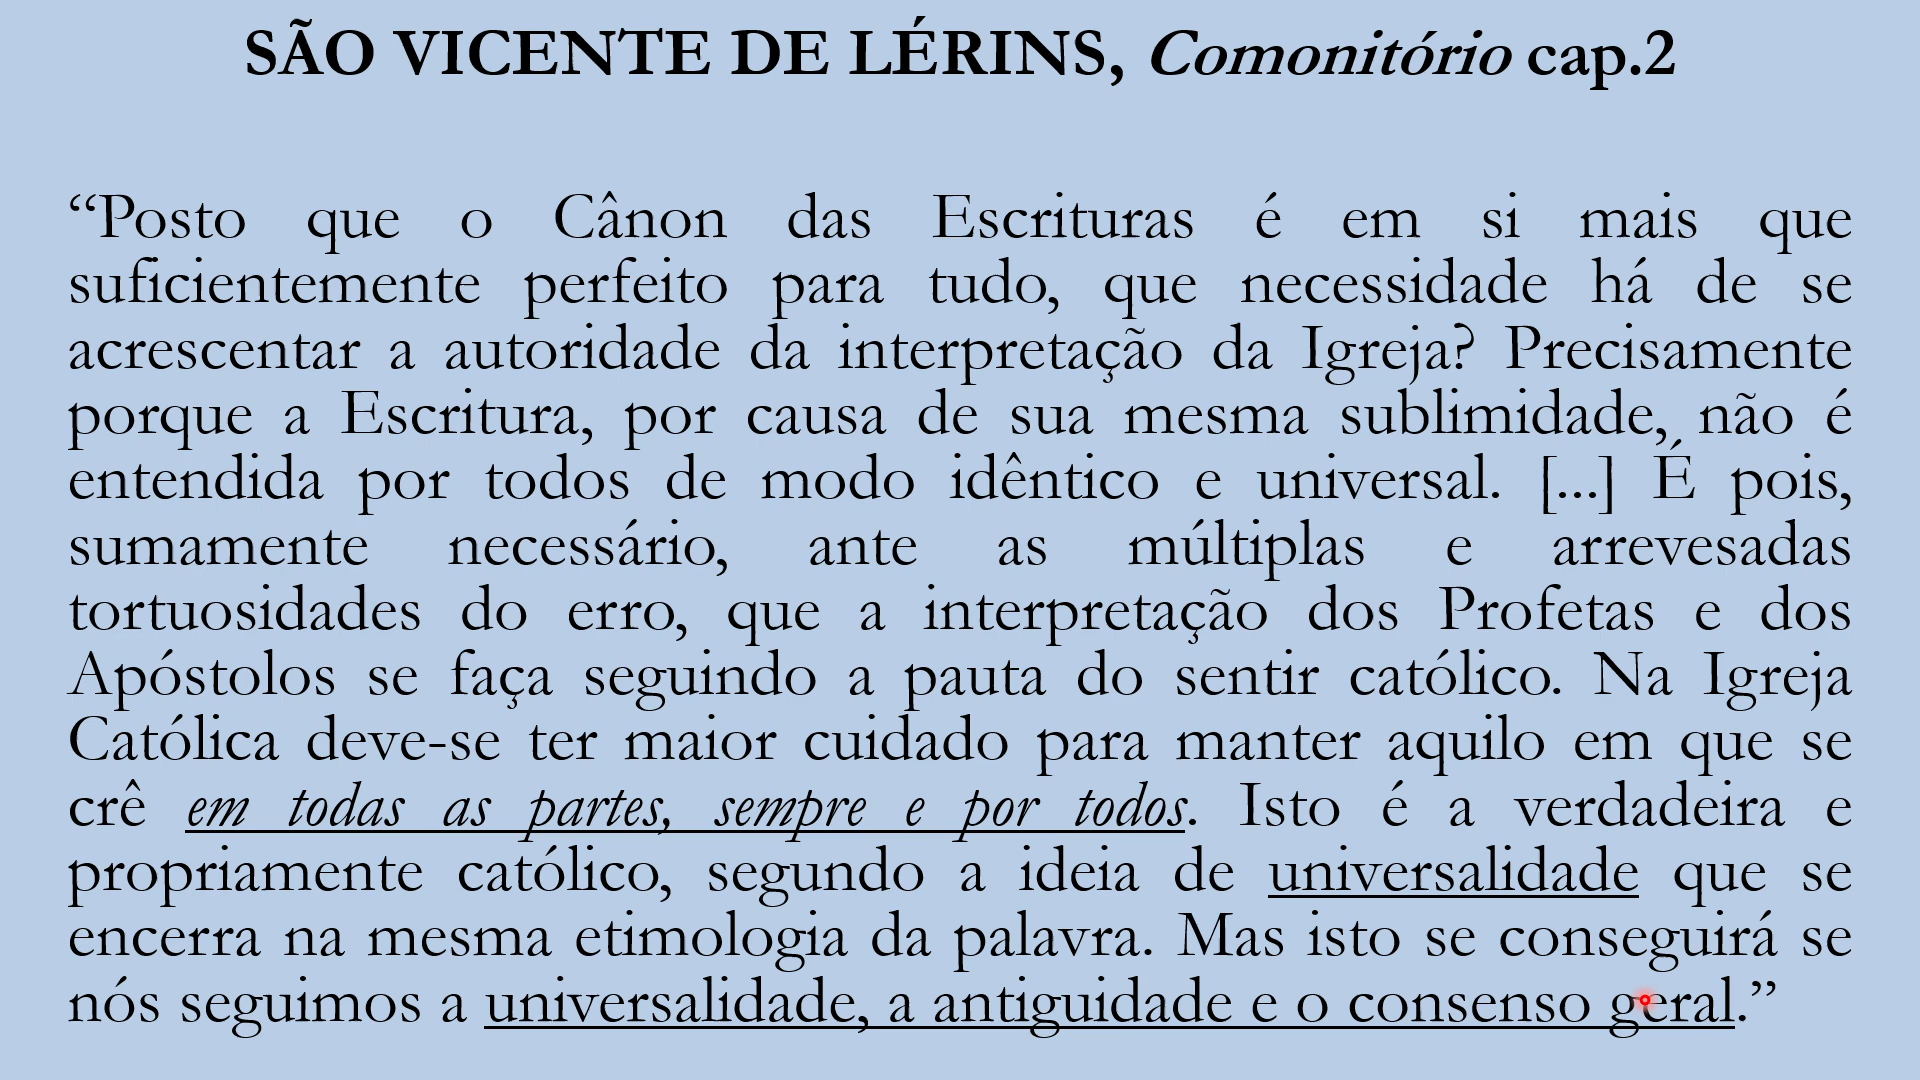 SÃO VICENTE DE LÉRINS, Comonitório cap.2
“Posto que o Cânon das Escrituras é em si mais que
suficientemente perfeito para tudo, que necessidade há de se
acrescentar a autoridade da interpretação da Igreja? Precisamente
porque a Escritura, por causa de sua mesma sublimidade, não é
entendida por todos de modo idêntico e universal. [...] É pois,
sumamente necessário, ante as múltiplas e arrevesadas
tortuosidades do erro, que a interpretação dos Profetas e dos
Apóstolos se faça seguindo a pauta do sentir católico. Na Igreja
Católica deve-se ter maior cuidado para manter aquilo em que se
crê em todas as partes, sempre e por todos. Isto é a verdadeira e
propriamente católico, segundo a ideia de universalidade que se
encerra na mesma etimologia da palavra. Mas isto se conseguirá se
nós seguimos a universalidade, a antiguidade e o consenso geral.”